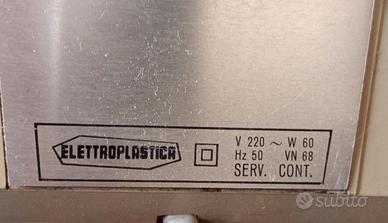 ELETTROPLASTICA
V 220 ~ W 60
Hz 50 VN 68
SERV. CONT.
subito